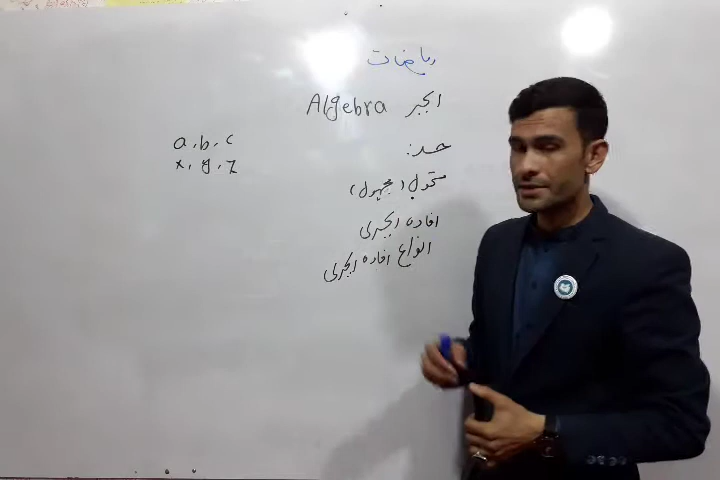 ریاضیات
الجبر Algebra
حد:
متحول (مجهول)
افاده الجبری
انواع افاده الجبری
a, b, c
x, y, z